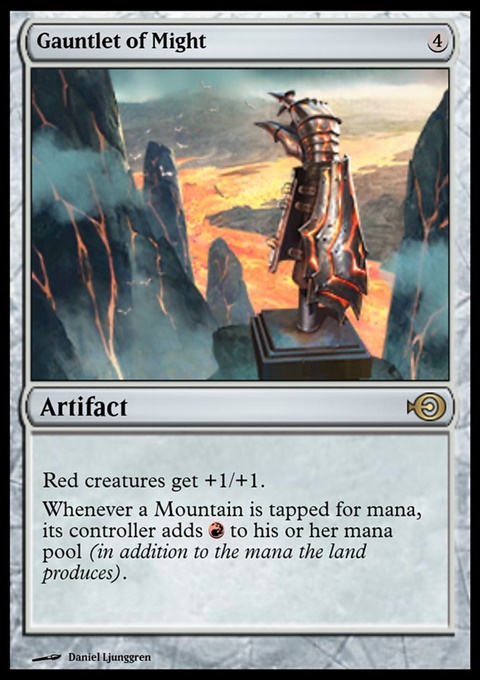 Gauntlet of Might 4
Artifact
Red creatures get +1/+1.
Whenever a Mountain is tapped for mana,
its controller adds to his or her mana
pool (in addition to the mana the land
produces).
Daniel Ljunggren